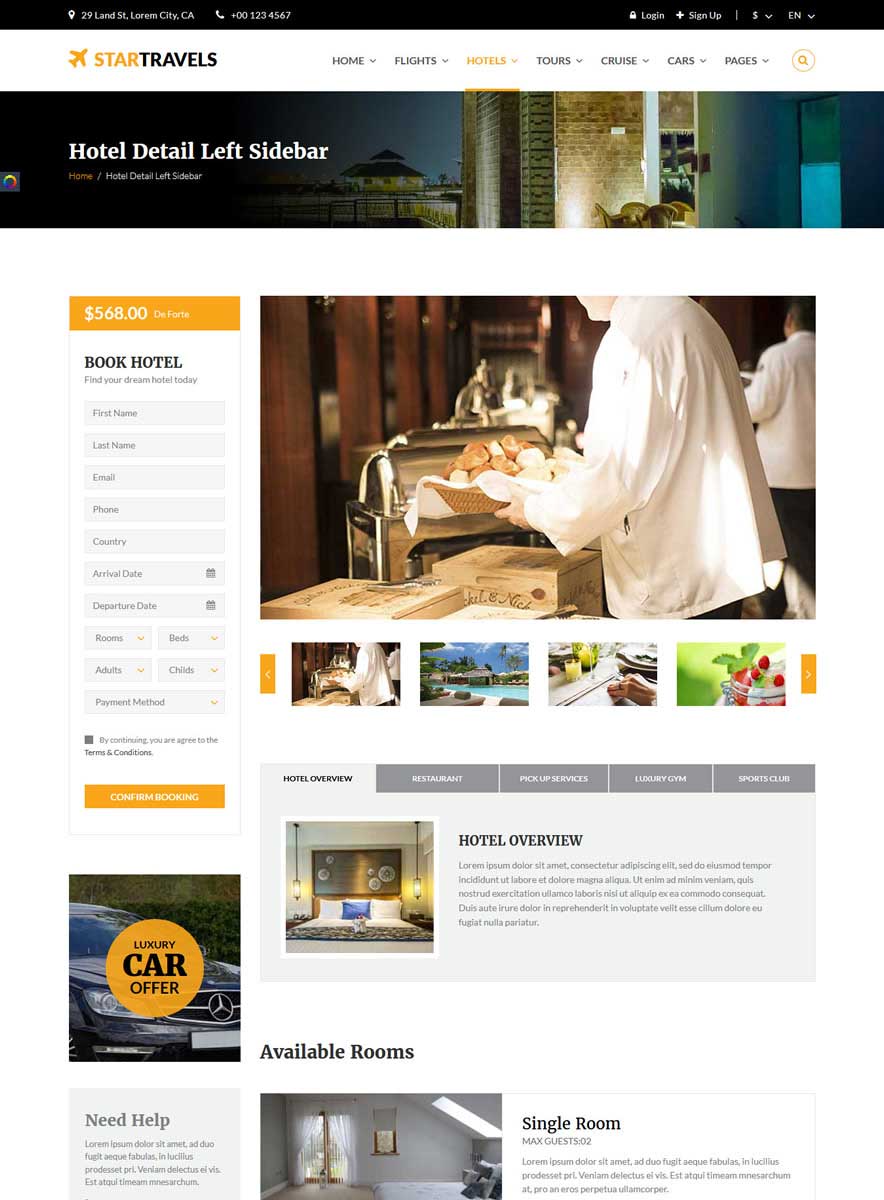 29 Land St, Lorem City, CA
+00 123 4567
Login
Sign Up
|
$
EN
STARTRAVELS
HOME
FLIGHTS
HOTELS
TOURS
CRUISE
CARS
PAGES
Hotel Detail Left Sidebar
Home / Hotel Detail Left Sidebar
$568.00 De Forte
BOOK HOTEL
Find your dream hotel today
First Name
Last Name
Email
Phone
Country
Arrival Date
Departure Date
Rooms
Beds
Adults
Childs
Payment Method
By continuing, you are agree to the
Terms & Conditions.
CONFIRM BOOKING
LUXURY
CAR
OFFER
Need Help
Lorem ipsum dolor sit amet, ad duo
fugit aeque fabulas, in lucilius
prodesset pri. Veniam delectus ei vis.
Est atqui timeam mnesarchum.
HOTEL OVERVIEW
RESTAURANT
PICK UP SERVICES
LUXURY GYM
SPORTS CLUB
HOTEL OVERVIEW
Lorem ipsum dolor sit amet, consectetur adipiscing elit, sed do eiusmod tempor
incididunt ut labore et dolore magna aliqua. Ut enim ad minim veniam, quis
nostrud exercitation ullamco laboris nisi ut aliquip ex ea commodo consequat.
Duis aute irure dolor in reprehenderit in voluptate velit esse cillum dolore eu
fugiat nulla pariatur.
Available Rooms
Single Room
MAX GUESTS:02
Lorem ipsum dolor sit amet, ad duo fugit aeque fabulas, in lucilius
prodesset pri. Veniam delectus ei vis. Est atqui timeam mnesarchum
at, pro an eros perpetua ullamcorper.